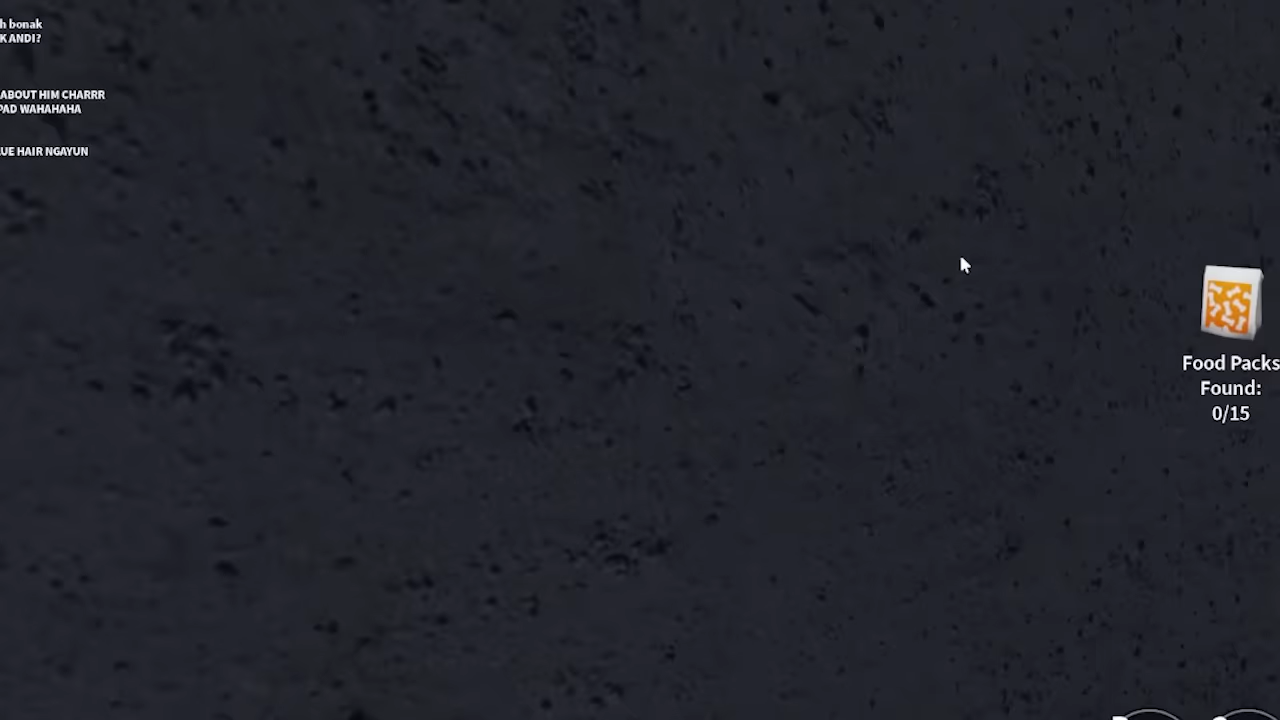 h bonak
K ANDI?
ABOUT HIM CHARRR
PAD WAHAHAHA
UE HAIR NGAYUN
Food Packs
Found:
0/15